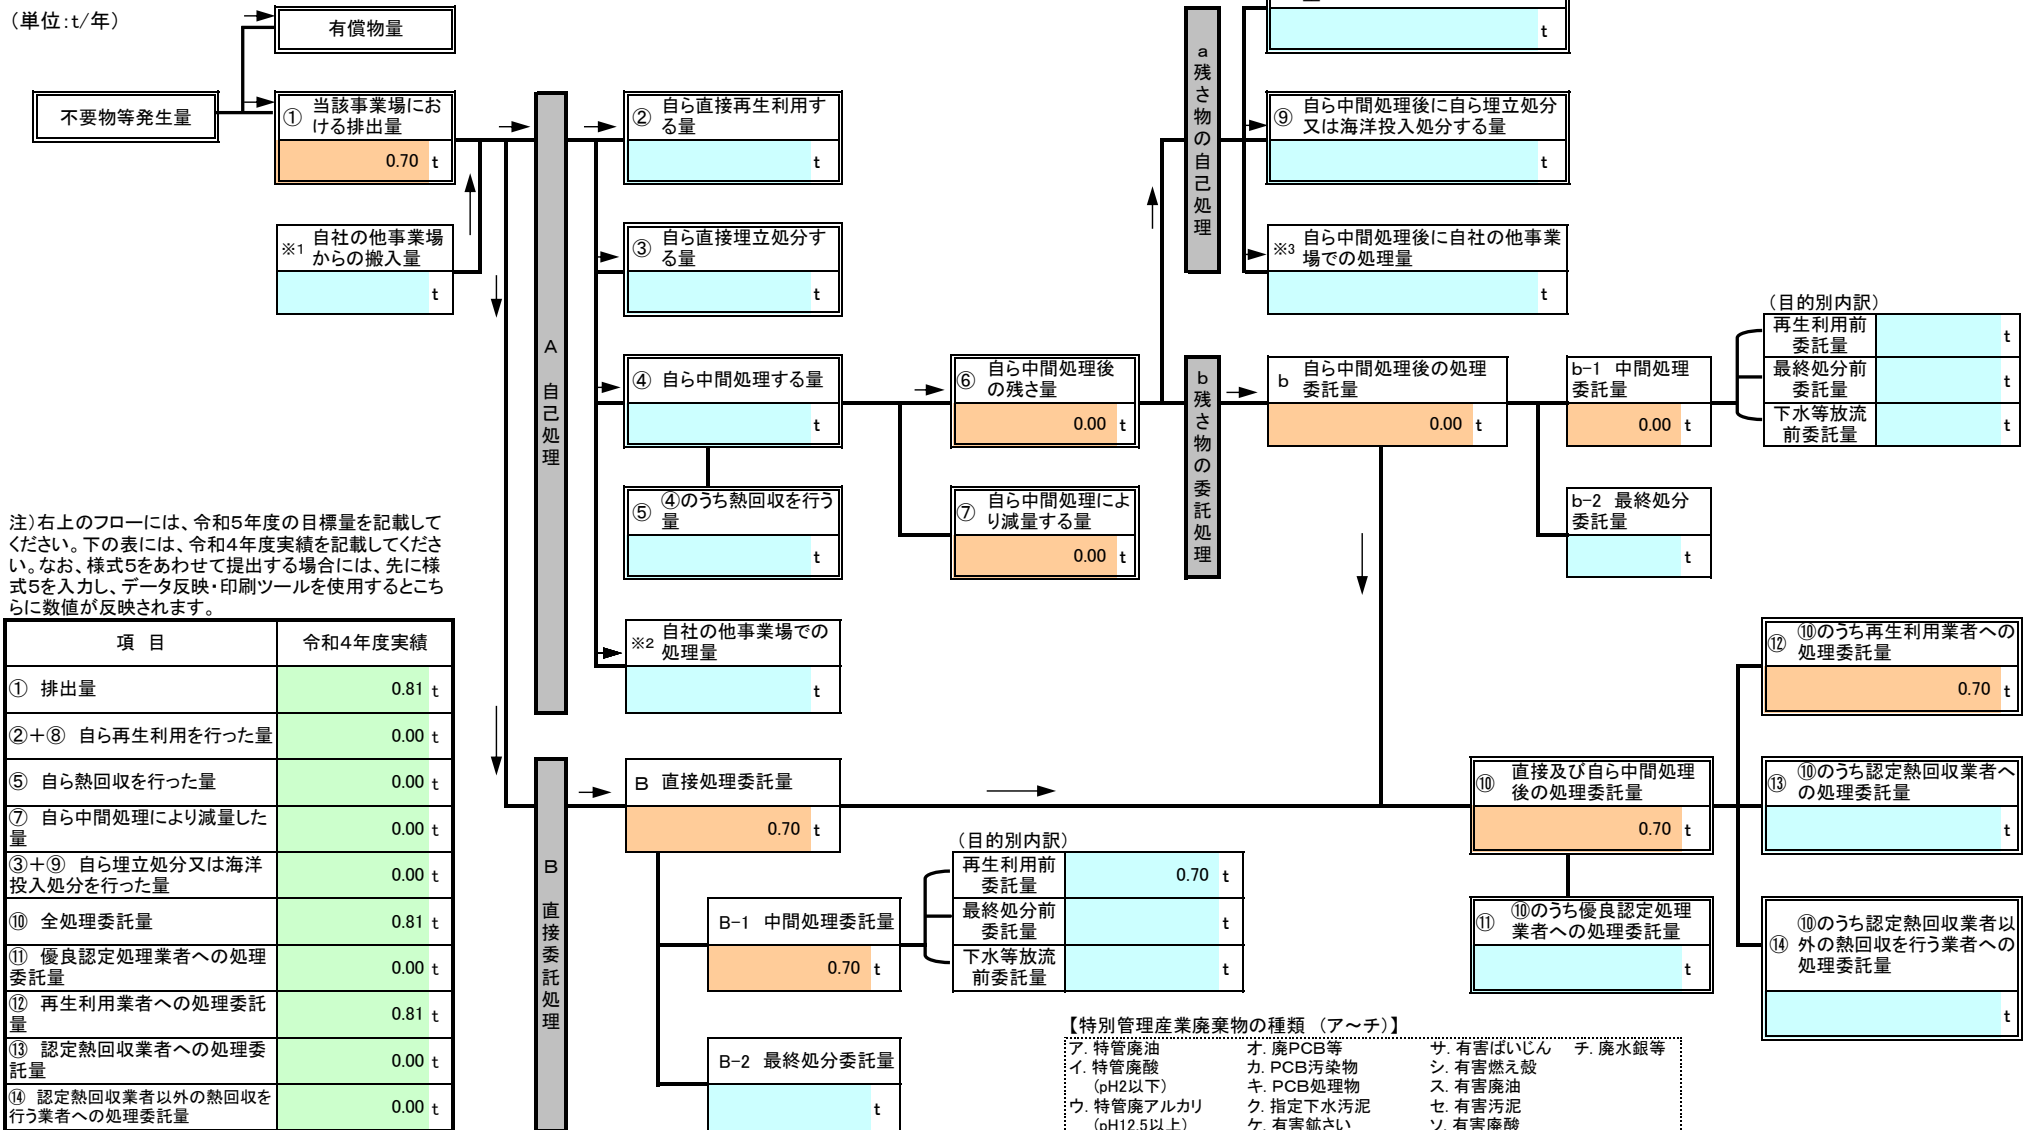 （単位：t/年）
有償物量
不要物等発生量
① 当該事業場にお
ける排出量
0.70 t
※1 自社の他事業場
からの搬入量
t
A 自己処理
② 自ら直接再生利用す
る量
t
③ 自ら直接埋立処分す
る量
t
④ 自ら中間処理する量
t
⑤ ④のうち熱回収を行う
量
t
※2 自社の他事業場での
処理量
t
⑥ 自ら中間処理後
の残さ量
0.00 t
⑦ 自ら中間処理によ
り減量する量
0.00 t
a残さ物の自己処理
t
⑨ 自ら中間処理後に自ら埋立処分
又は海洋投入処分する量
t
※3 自ら中間処理後に自社の他事業
場での処理量
t
b残さ物の委託処理
b 自ら中間処理後の処理
委託量
0.00 t
b-1 中間処理
委託量
0.00 t
（目的別内訳）
再生利用前
委託量
t
最終処分前
委託量
t
下水等放流
前委託量
t
b-2 最終処分
委託量
t
注）右上のフローには、令和5年度の目標量を記載して
ください。下の表には、令和4年度実績を記載してくださ
い。なお、様式5をあわせて提出する場合には、先に様
式5を入力し、データ反映・印刷ツールを使用するとこち
らに数値が反映されます。
項 目 令和4年度実績
① 排出量 0.81 t
②＋⑧ 自ら再生利用を行った量 0.00 t
⑤ 自ら熱回収を行った量 0.00 t
⑦ 自ら中間処理により減量した
量 0.00 t
③＋⑨ 自ら埋立処分又は海洋
投入処分を行った量 0.00 t
⑩ 全処理委託量 0.81 t
⑪ 優良認定処理業者への処理
委託量 0.00 t
⑫ 再生利用業者への処理委託
量 0.81 t
⑬ 認定熱回収業者への処理委
託量 0.00 t
⑭ 認定熱回収業者以外の熱回収を
行う業者への処理委託量 0.00 t
B 直接委託処理
B 直接処理委託量
0.70 t
B-1 中間処理委託量
0.70 t
（目的別内訳）
再生利用前
委託量
0.70 t
最終処分前
委託量
t
下水等放流
前委託量
t
B-2 最終処分委託量
t
⑩ 直接及び自ら中間処理
後の処理委託量
0.70 t
⑪ ⑩のうち優良認定処理
業者への処理委託量
t
⑫ ⑩のうち再生利用業者への
処理委託量
0.70 t
⑬ ⑩のうち認定熱回収業者へ
の処理委託量
t
⑭ ⑩のうち認定熱回収業者以
外の熱回収を行う業者への
処理委託量
t
【特別管理産業廃棄物の種類 （ア～チ）】
ア. 特管廃油 オ. 廃PCB等 サ. 有害ばいじん チ. 廃水銀等
イ. 特管廃酸 カ. PCB汚染物 シ. 有害燃え殻
（pH2以下） キ. PCB処理物 ス. 有害廃油
ウ. 特管廃アルカリ ク. 指定下水汚泥 セ. 有害汚泥
（pH12.5以上） ケ. 有害鉱さい ソ. 有害廃酸